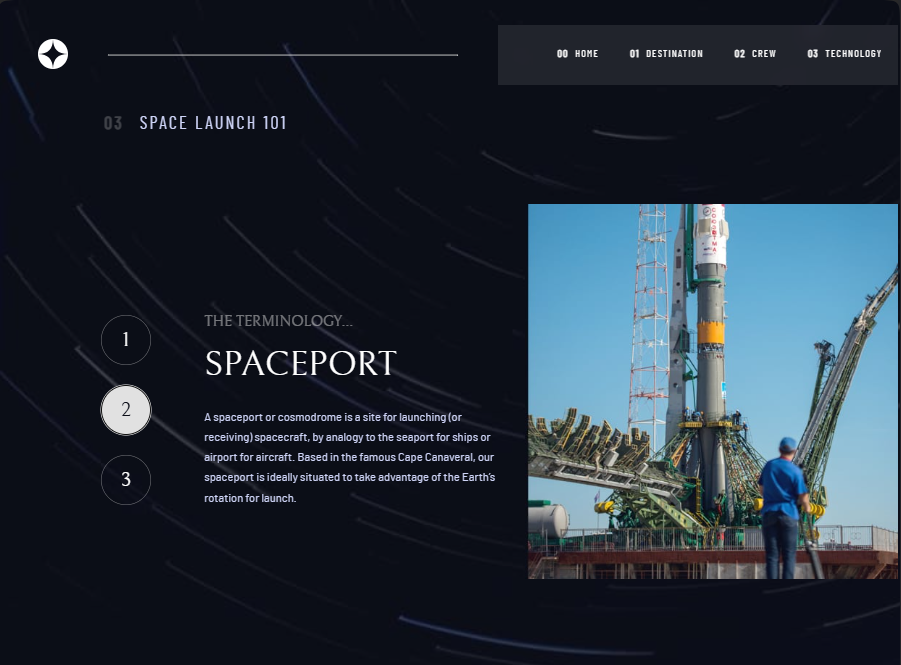 00 HOME
01 DESTINATION
02 CREW
03 TECHNOLOGY
03 SPACE LAUNCH 101
1
2
3
THE TERMINOLOGY...
SPACEPORT
A spaceport or cosmodrome is a site for launching (or
receiving) spacecraft, by analogy to the seaport for ships or
airport for aircraft. Based in the famous Cape Canaveral, our
spaceport is ideally situated to take advantage of the Earth's
rotation for launch.